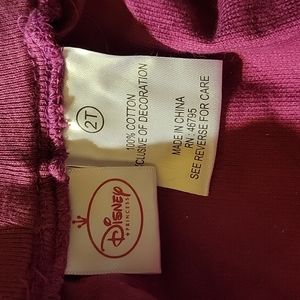 2T
100% COTTON
EXCLUSIVE OF DECORATION
MADE IN CHINA
RN : 46795
SEE REVERSE FOR CARE
Disney
PRINCESS